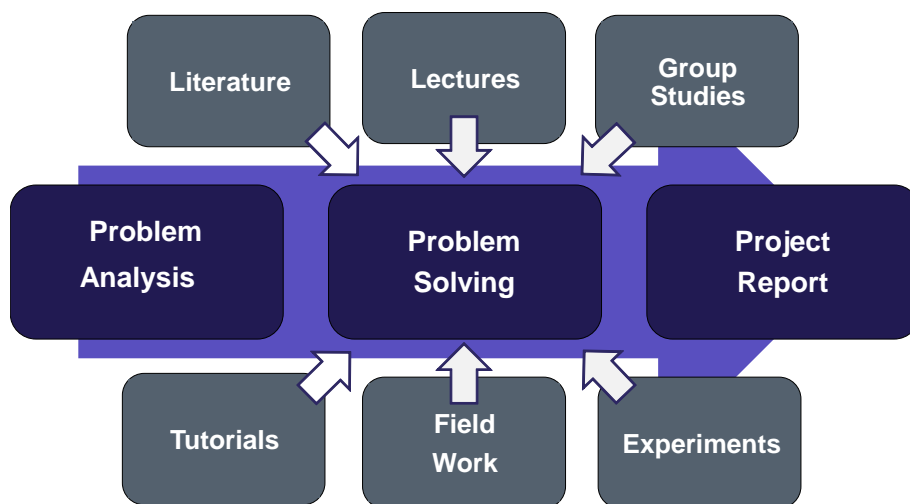 Literature
Lectures
Group
Studies
Problem
Analysis
Problem
Solving
Project
Report
Tutorials
Field
Work
Experiments